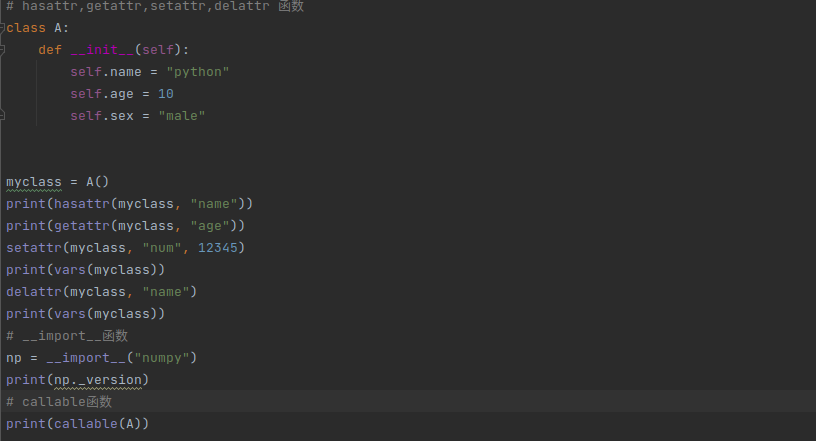 # hasattr,getattr,setattr,delattr 函数
class A:
    def __init__(self):
        self.name = "python"
        self.age = 10
        self.sex = "male"
myclass = A()
print(hasattr(myclass, "name"))
print(getattr(myclass, "age"))
setattr(myclass, "num", 12345)
print(vars(myclass))
delattr(myclass, "name")
print(vars(myclass))
# __import__函数
np = __import__("numpy")
print(np._version)
# callable函数
print(callable(A))